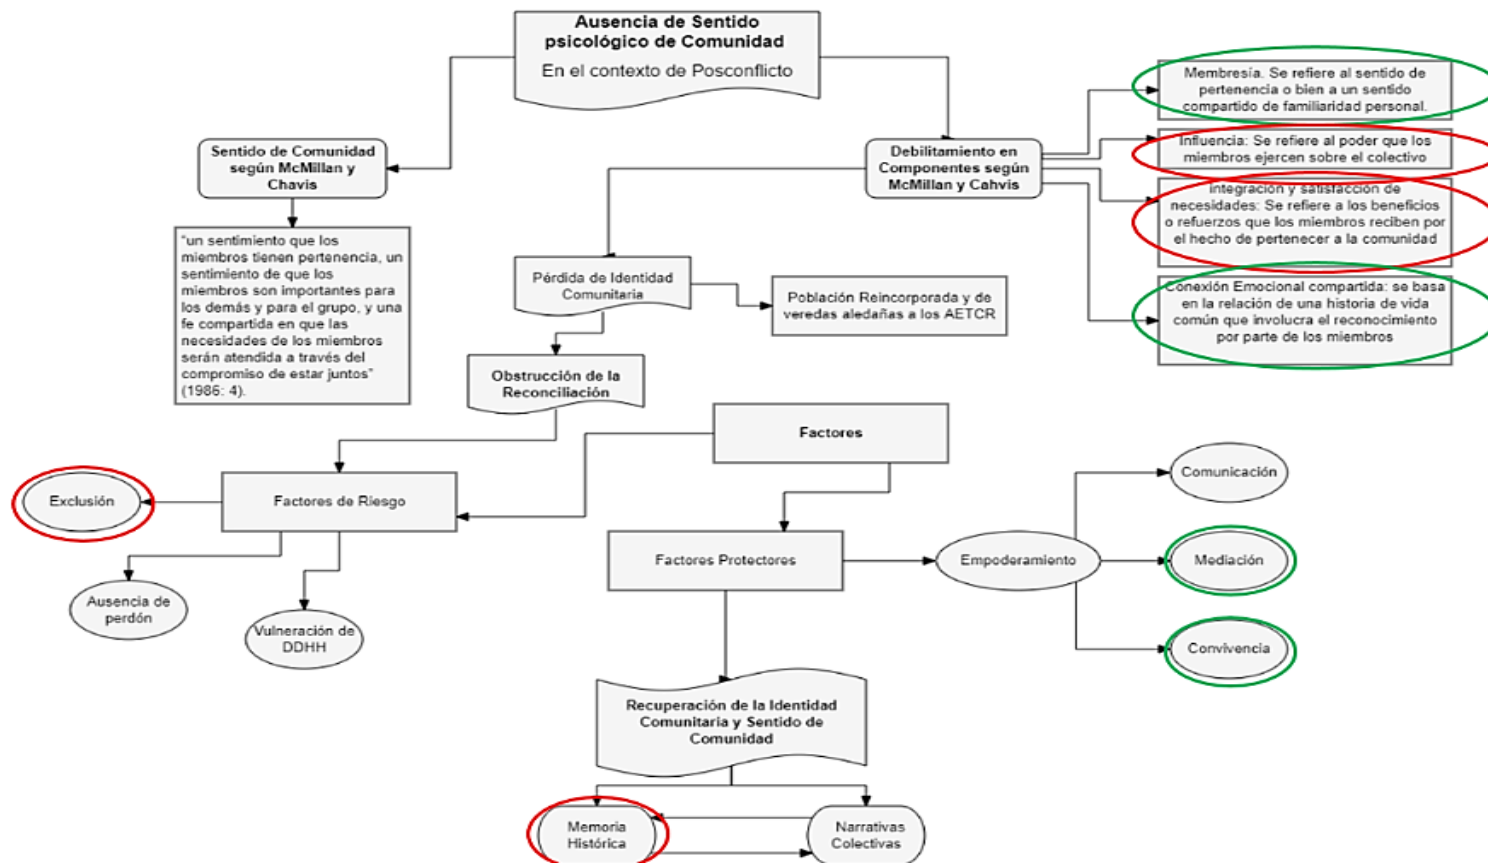 Ausencia de Sentido
psicológico de Comunidad
En el contexto de Posconflicto
Sentido de Comunidad
según McMillan y
Chavis
"un sentimiento que los
miembros tienen pertenencia, un
sentimiento de que los
miembros son importantes para
los demás y para el grupo, y una
fe compartida en que las
necesidades de los miembros
serán atendida a través del
compromiso de estar juntos"
(1986: 4).
Debilitamiento en
Componentes según
McMillan y Cahvis
Membresía. Se refiere al sentido de
pertenencia o bien a un sentido
compartido de familiaridad personal.
Influencia: Se refiere al poder que los
miembros ejercen sobre el colectivo
integración y satisfacción de
necesidades: Se refiere a los beneficios
o refuerzos que los miembros reciben por
el hecho de pertenecer a la comunidad
Conexión Emocional compartida: se basa
en la relación de una historia de vida
común que involucra el reconocimiento
por parte de los miembros
Pérdida de Identidad
Comunitaria
Población Reincorporada y de
veredas aledañas a los AETCR
Obstrucción de la
Reconciliación
Factores
Factores de Riesgo
Exclusión
Ausencia de
perdón
Vulneración de
DDHH
Factores Protectores
Empoderamiento
Comunicación
Mediación
Convivencia
Recuperación de la Identidad
Comunitaria y Sentido de
Comunidad
Memoria
Histórica
Narrativas
Colectivas